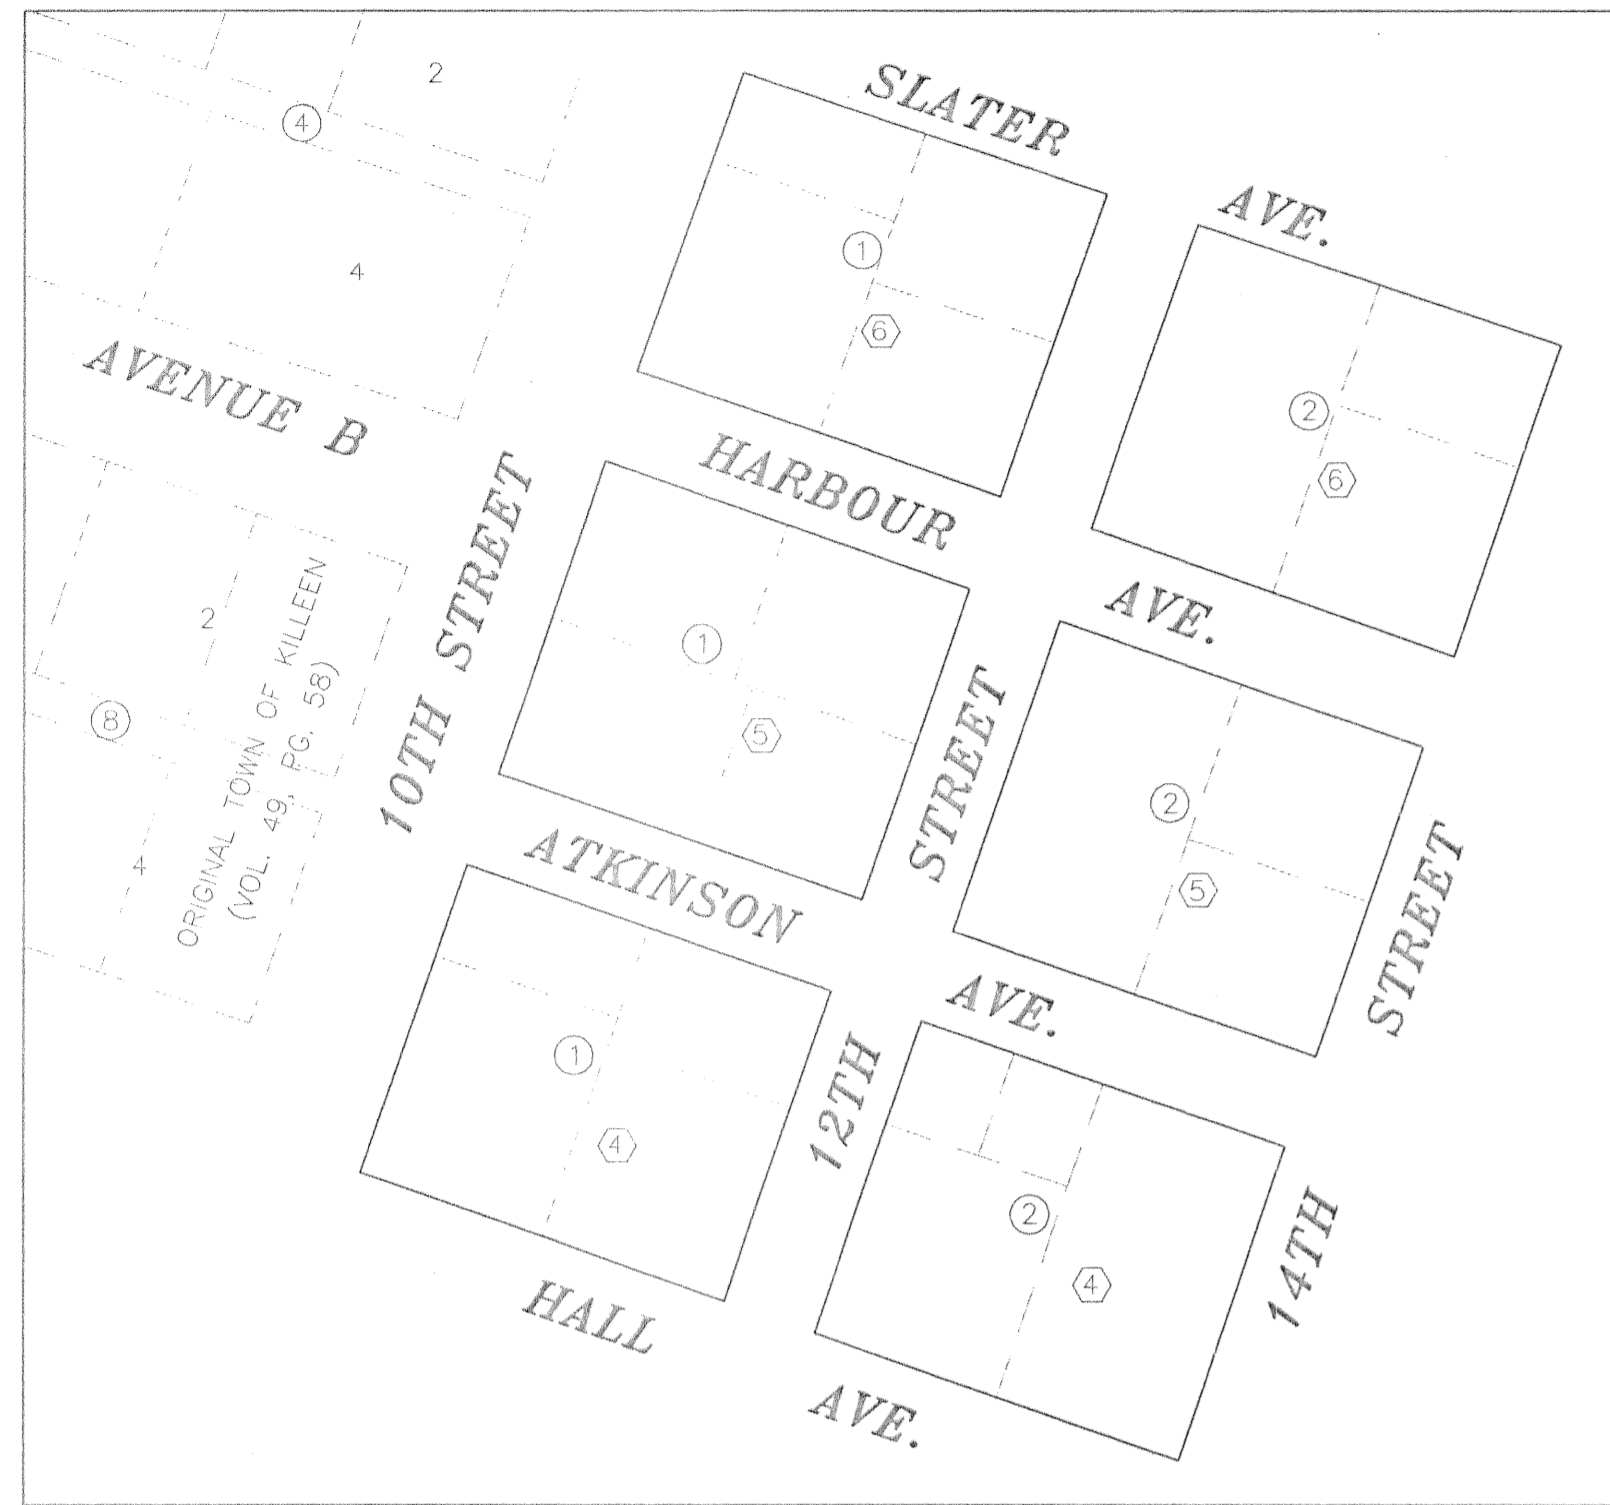 2
4
4
AVENUE B
2
8
4
ORIGINAL TOWN OF KILLEEN
(VOL. 49, PG. 58)
10TH STREET
SLATER AVE.
1
6
2
6
HARBOUR AVE.
1
5
2
5
ATKINSON AVE.
1
4
2
4
12TH STREET
14TH STREET
HALL AVE.